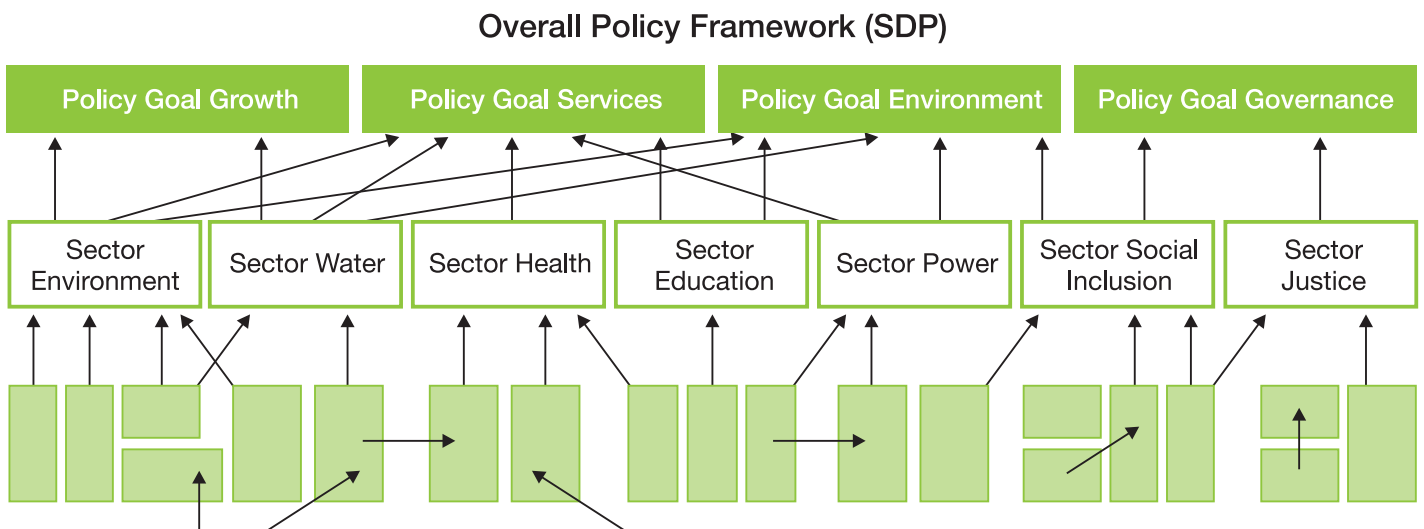 Overall Policy Framework (SDP)
Policy Goal Growth
Policy Goal Services
Policy Goal Environment
Policy Goal Governance
Sector
Environment
Sector Water
Sector Health
Sector
Education
Sector Power
Sector Social
Inclusion
Sector
Justice